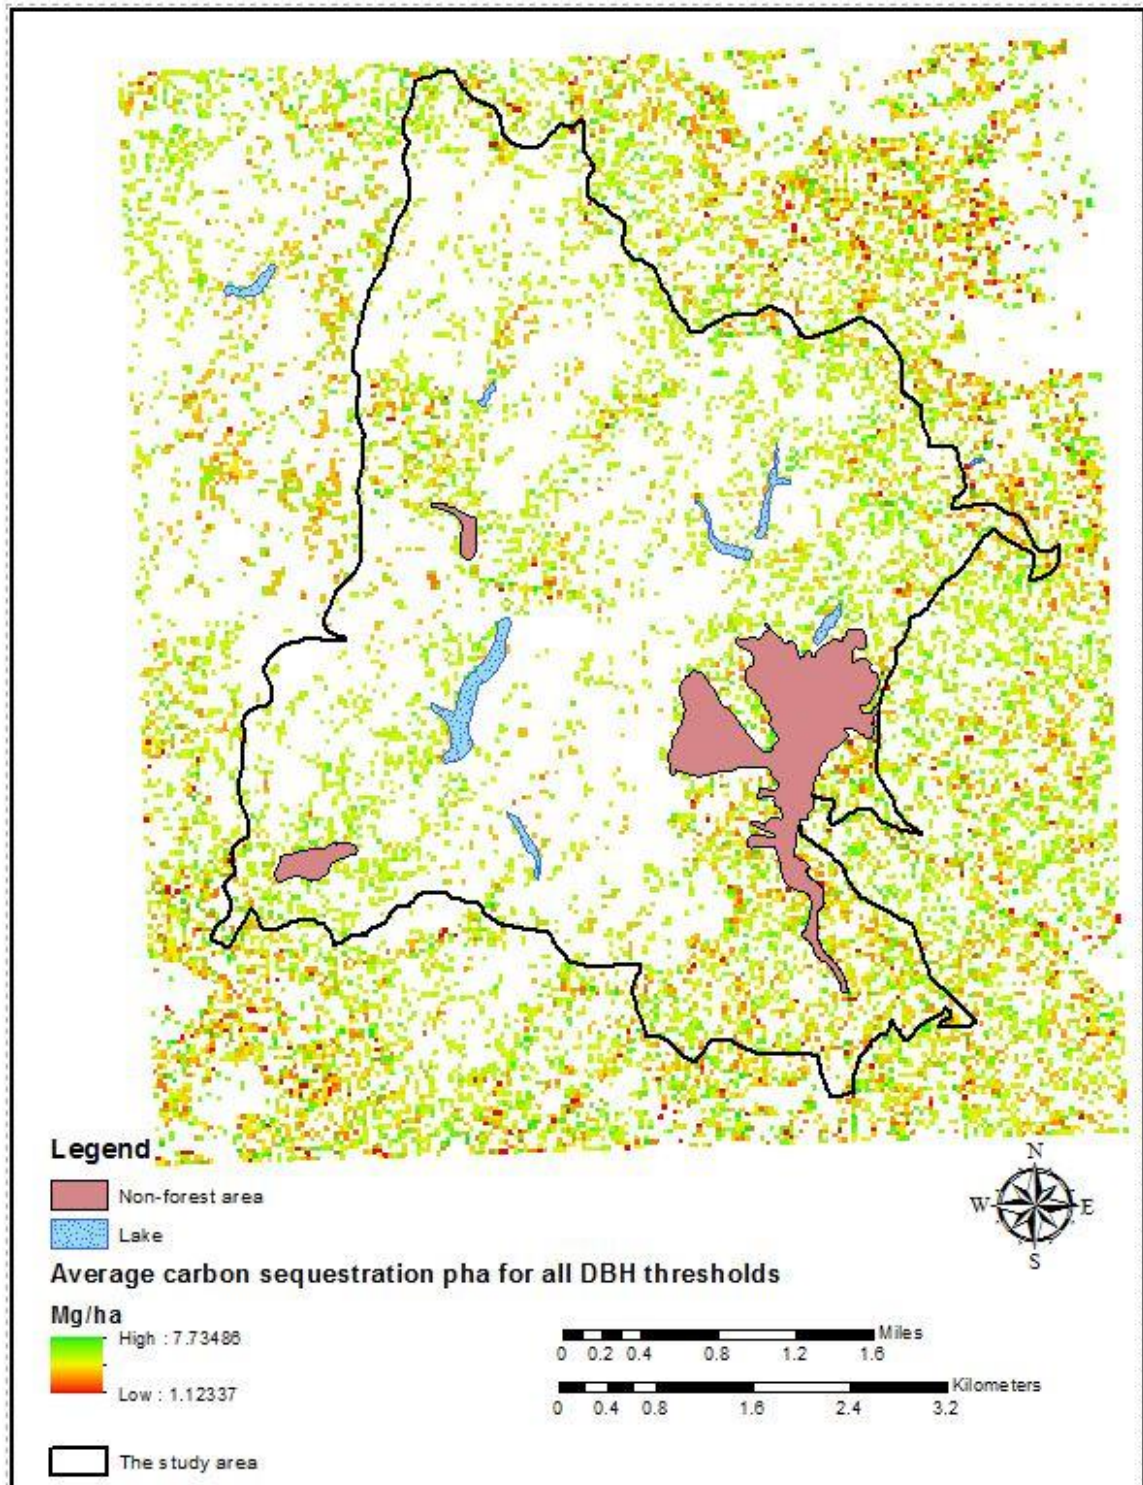 Legend
Non-forest area
Lake
Average carbon sequestration pha for all DBH thresholds
Mg/ha
High : 7.73486
Low : 1.12337
The study area
N
W E
S
Miles
0 0.2 0.4 0.8 1.2 1.6
Kilometers
0 0.4 0.8 1.6 2.4 3.2